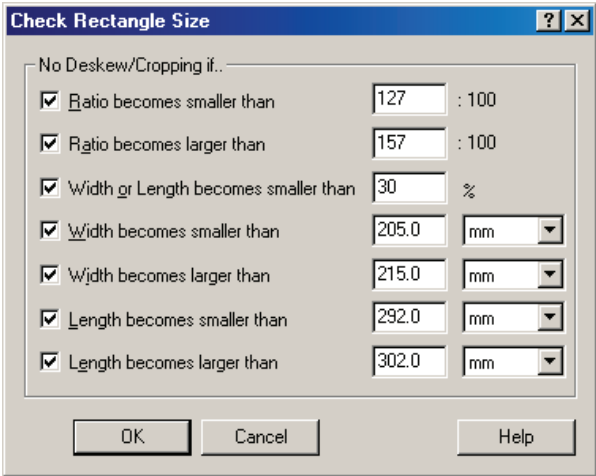 Check Rectangle Size
No Deskew/Cropping if..
Ratio becomes smaller than 127 : 100
Ratio becomes larger than 157 : 100
Width or Length becomes smaller than 30 %
Width becomes smaller than 205.0 mm
Width becomes larger than 215.0 mm
Length becomes smaller than 292.0 mm
Length becomes larger than 302.0 mm
OK Cancel Help